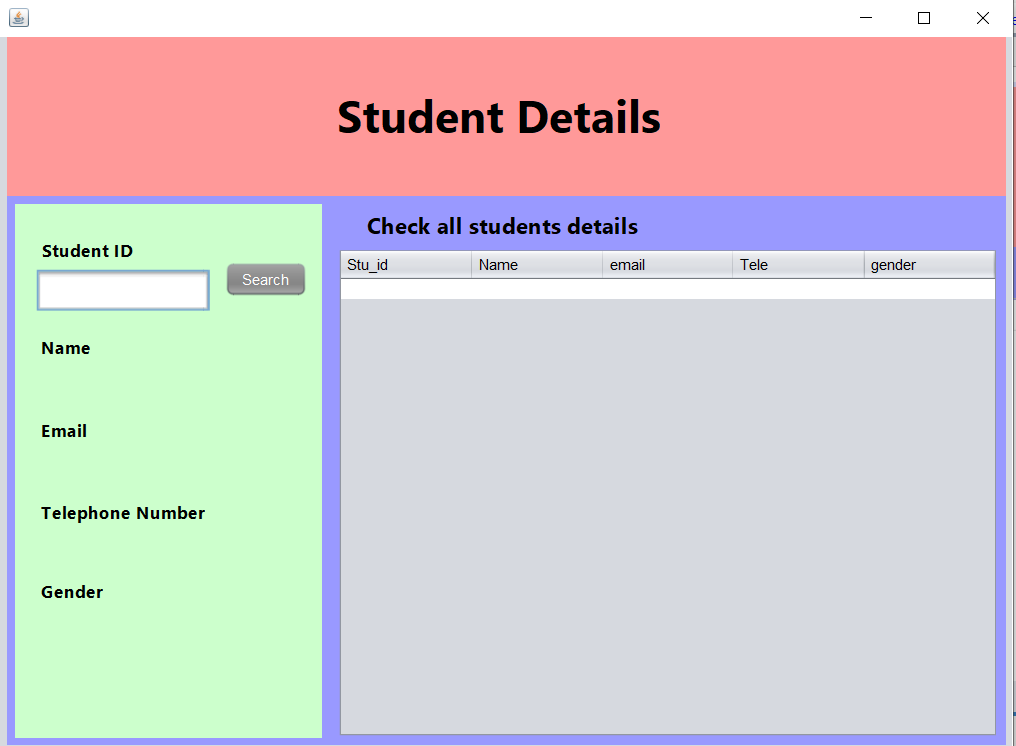 Student Details
Student ID
Search
Name
Email
Telephone Number
Gender
Check all students details
Stu_id Name email Tele gender